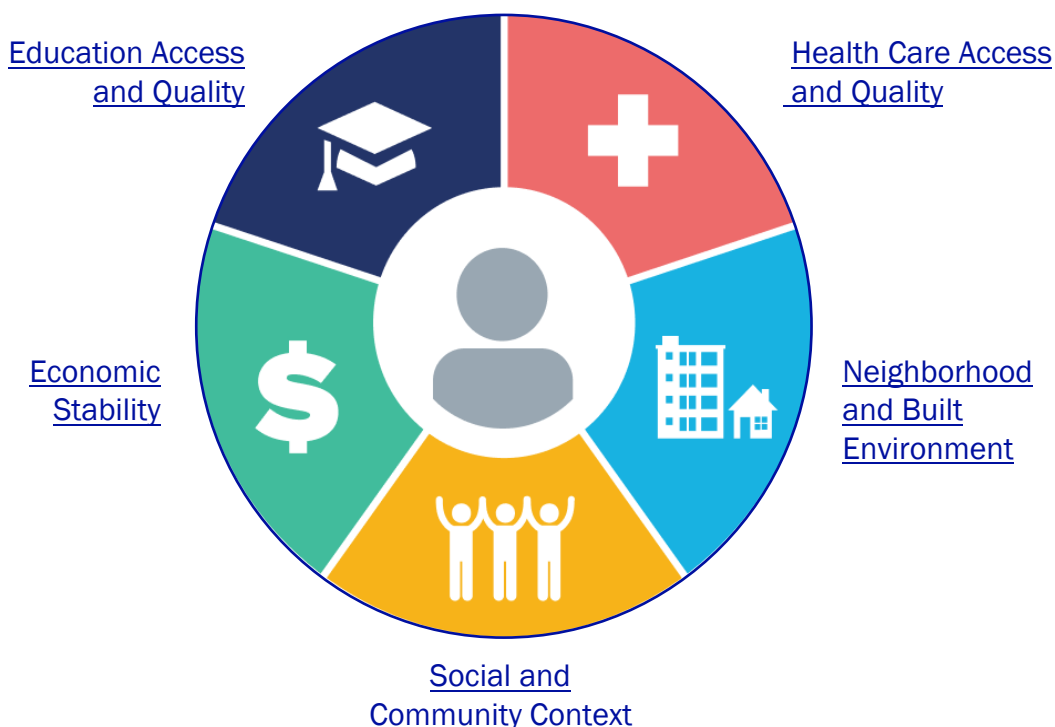 Education Access
and Quality
Health Care Access
and Quality
Economic
Stability
Neighborhood
and Built
Environment
Social and
Community Context